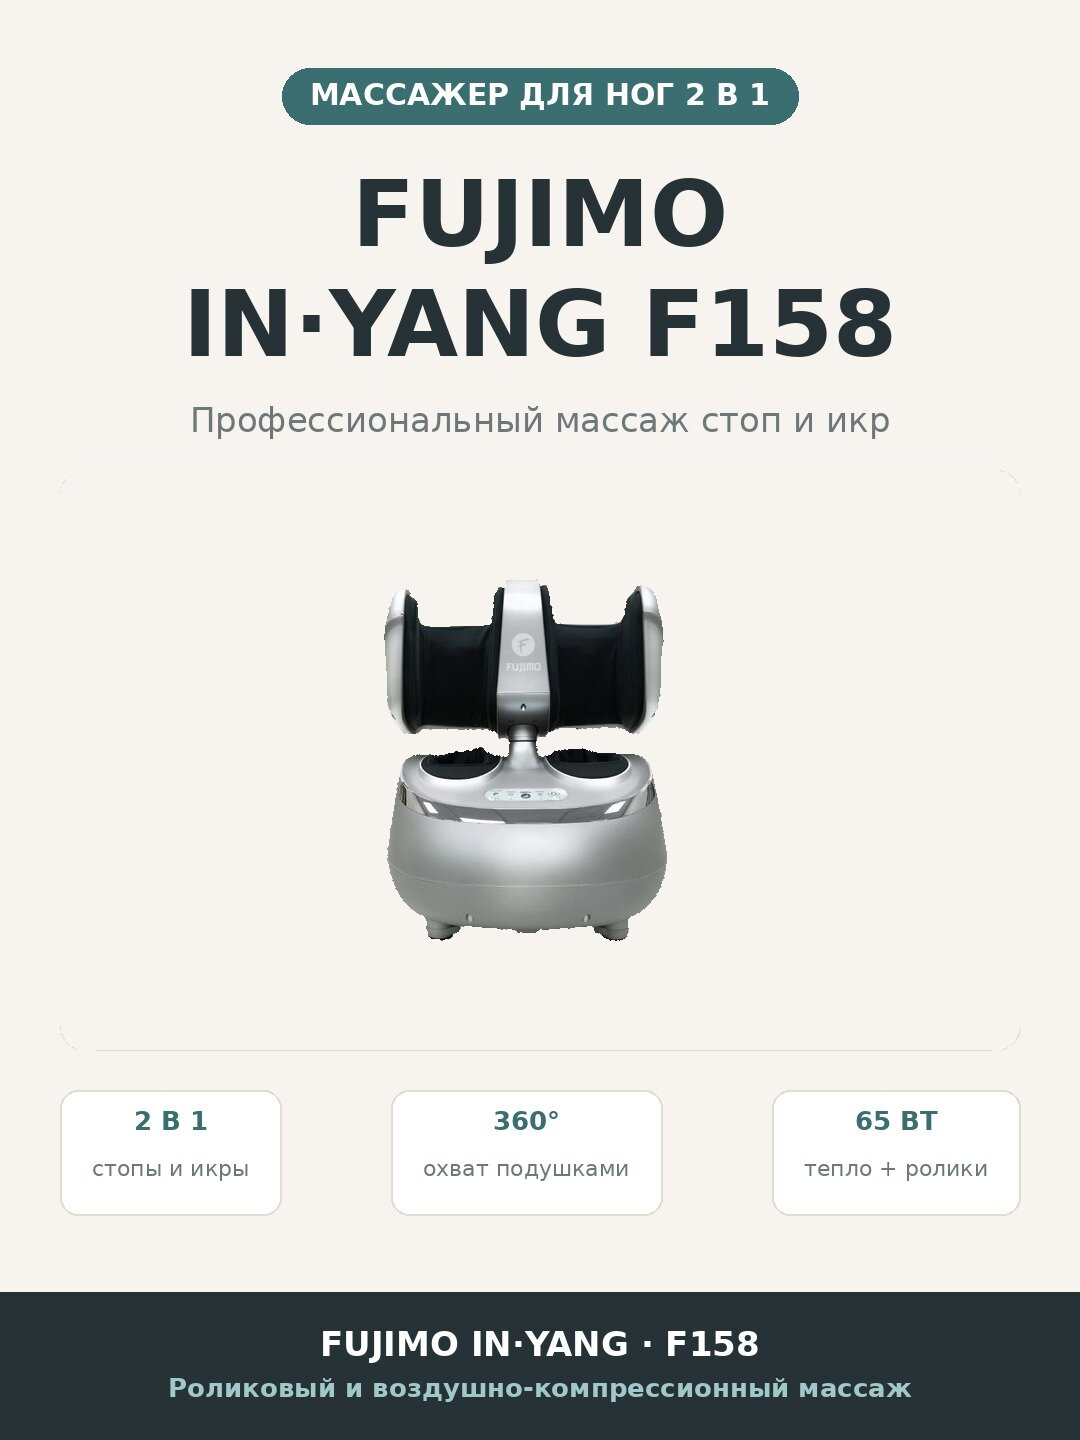 МАССАЖЕР ДЛЯ НОГ 2 В 1
FUJIMO
IN·YANG F158
Профессиональный массаж стоп и икр
F
FUJIMO
2 В 1
стопы и икры
360°
охват подушками
65 ВТ
тепло + ролики
FUJIMO IN·YANG · F158
Роликовый и воздушно-компрессионный массаж